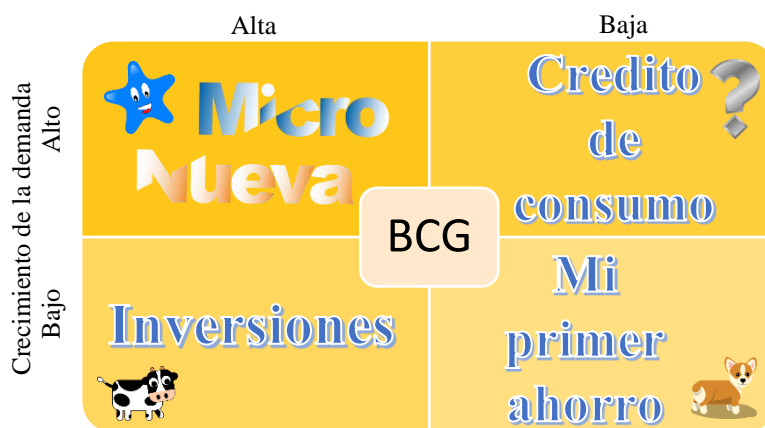 Alta
Baja
Crecimiento de la demanda
Alto
Bajo
Micro
Nueva
Credito
de
consumo
?
BCG
Inversiones
Mi
primer
ahorro